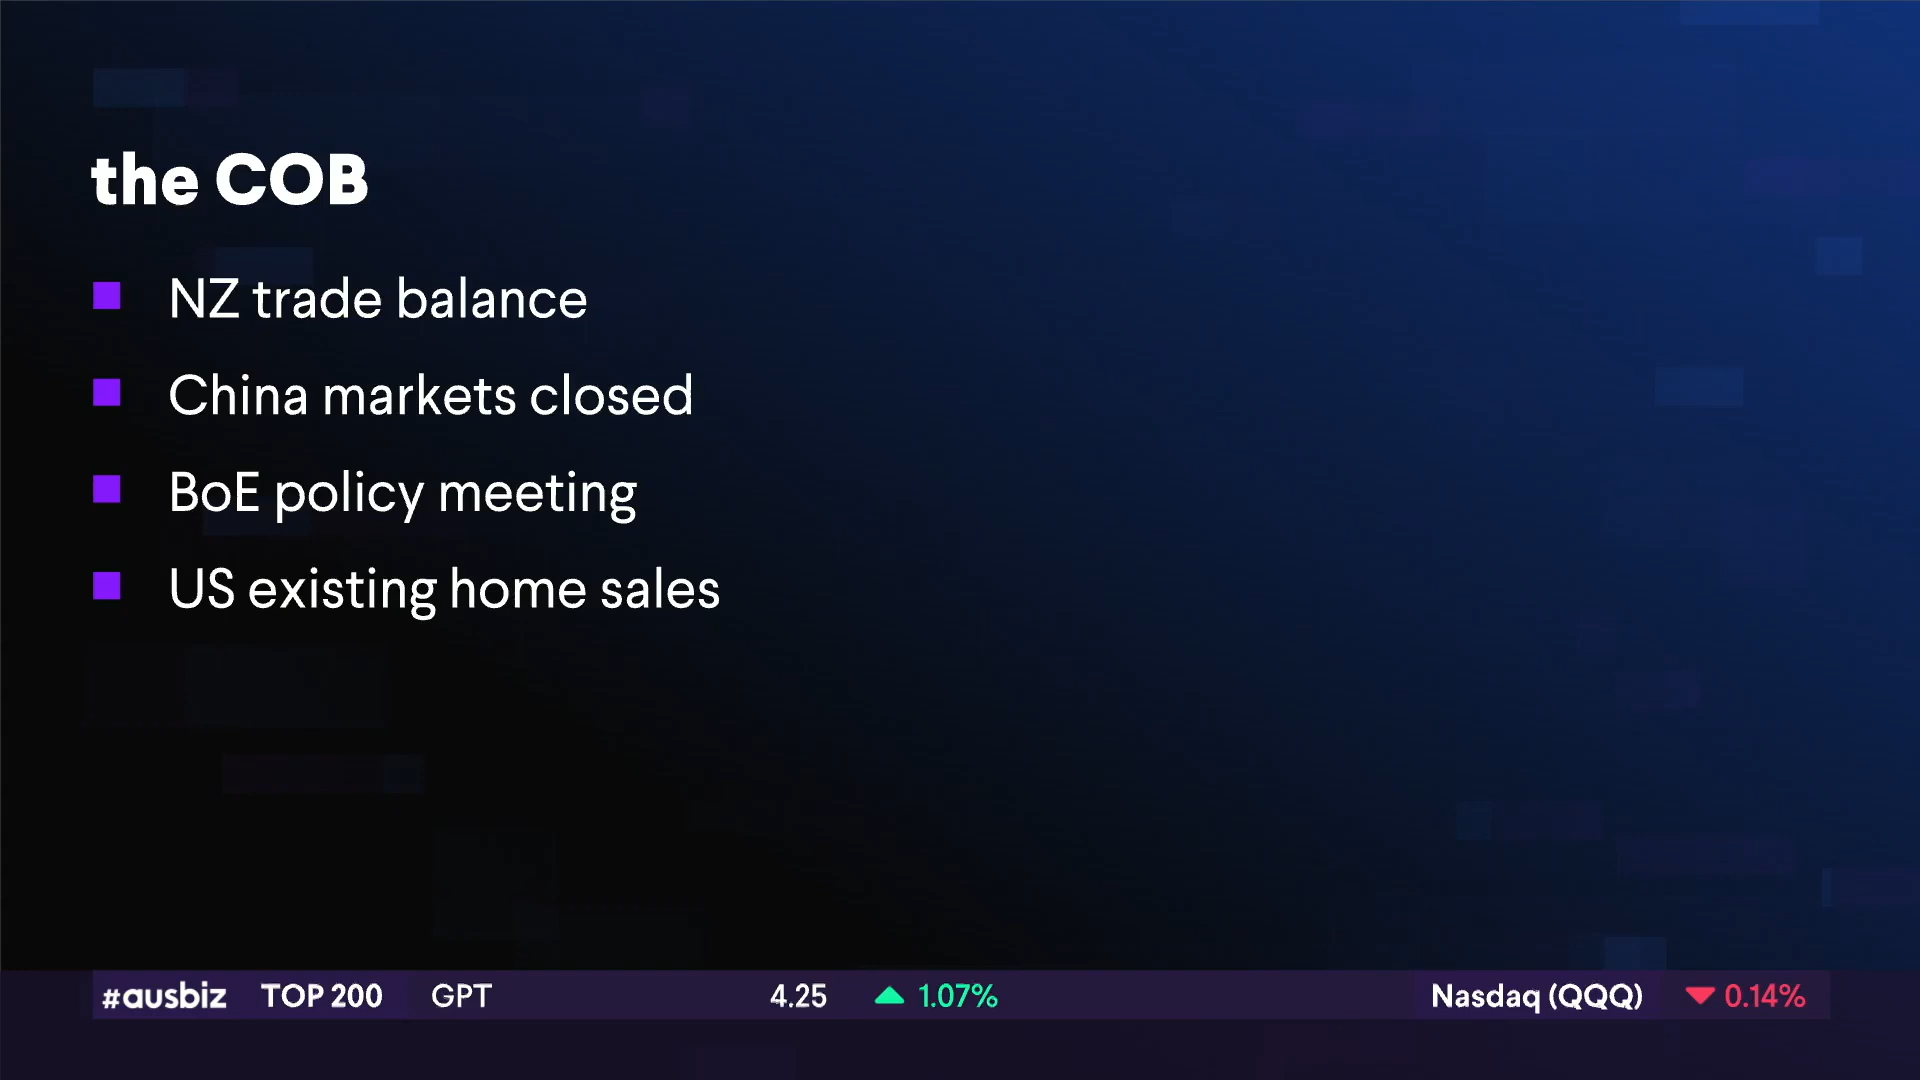 the COB
NZ trade balance
China markets closed
BoE policy meeting
US existing home sales
#ausbiz TOP 200 GPT 4.25 ▲ 1.07% Nasdaq (QQQ) ▼ 0.14%